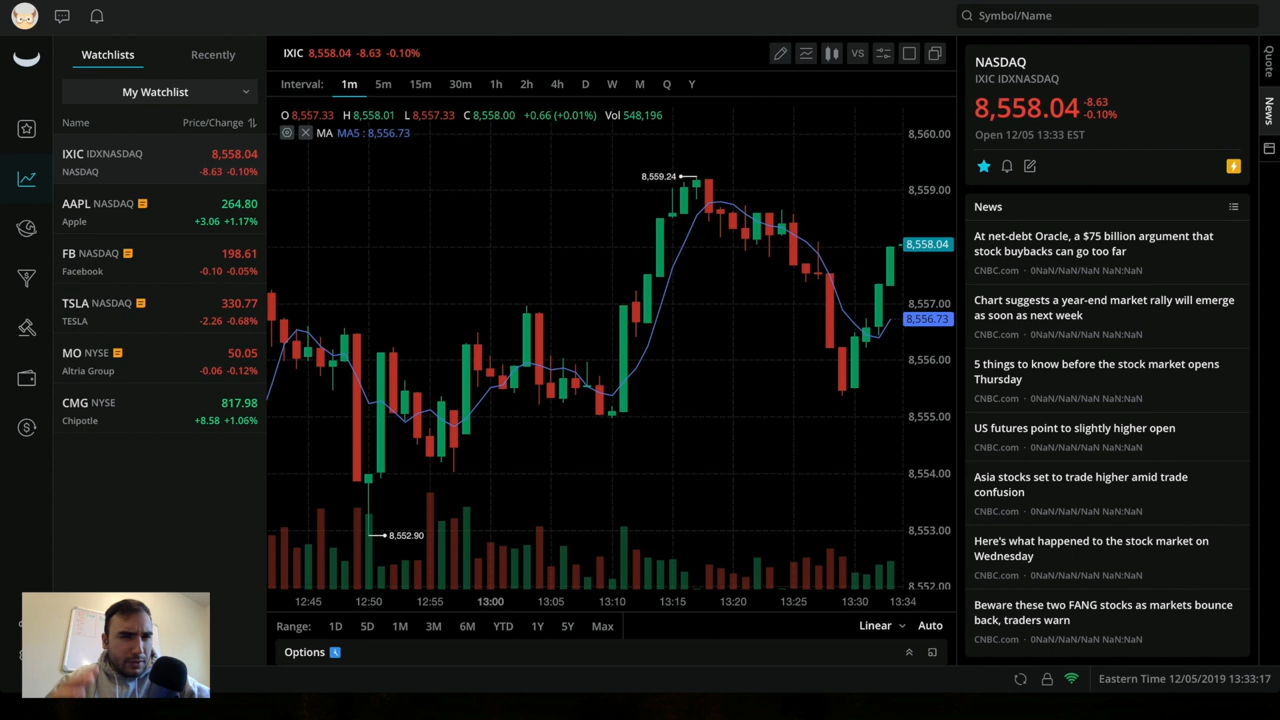 Symbol/Name
Watchlists
Recently
My Watchlist
Name
Price/Change
IXIC IDXNASDAQ
8,558.04
NASDAQ
-8.63 -0.10%
AAPL NASDAQ
264.80
Apple
+3.06 +1.17%
FB NASDAQ
198.61
Facebook
-0.10 -0.05%
TSLA NASDAQ
330.77
TESLA
-2.26 -0.68%
MO NYSE
50.05
Altria Group
-0.06 -0.12%
CMG NYSE
817.98
Chipotle
+8.58 +1.06%
IXIC 8,558.04 -8.63 -0.10%
VS
Interval: 1m 5m 15m 30m 1h 2h 4h D W M Q Y
O 8,557.33 H 8,558.01 L 8,557.33 C 8,558.00 +0.66 (+0.01%) Vol 548,196
MA MA5 : 8,556.73
8,559.24
8,552.90
8,560.00
8,559.00
8,558.04
8,557.00
8,556.73
8,556.00
8,555.00
8,554.00
8,553.00
8,552.00
12:45 12:50 12:55 13:00 13:05 13:10 13:15 13:20 13:25 13:30 13:34
Range: 1D 5D 1M 3M 6M YTD 1Y 5Y Max
Linear
Auto
Options
NASDAQ
IXIC IDXNASDAQ
8,558.04
-8.63
-0.10%
Open 12/05 13:33 EST
News
At net-debt Oracle, a $75 billion argument that
stock buybacks can go too far
CNBC.com · 0NaN/NaN/NaN NaN:NaN
Chart suggests a year-end market rally will emerge
as soon as next week
CNBC.com · 0NaN/NaN/NaN NaN:NaN
5 things to know before the stock market opens
Thursday
CNBC.com · 0NaN/NaN/NaN NaN:NaN
US futures point to slightly higher open
CNBC.com · 0NaN/NaN/NaN NaN:NaN
Asia stocks set to trade higher amid trade
confusion
CNBC.com · 0NaN/NaN/NaN NaN:NaN
Here's what happened to the stock market on
Wednesday
CNBC.com · 0NaN/NaN/NaN NaN:NaN
Beware these two FANG stocks as markets bounce
back, traders warn
CNBC.com · 0NaN/NaN/NaN NaN:NaN
Quote
News
Eastern Time 12/05/2019 13:33:17